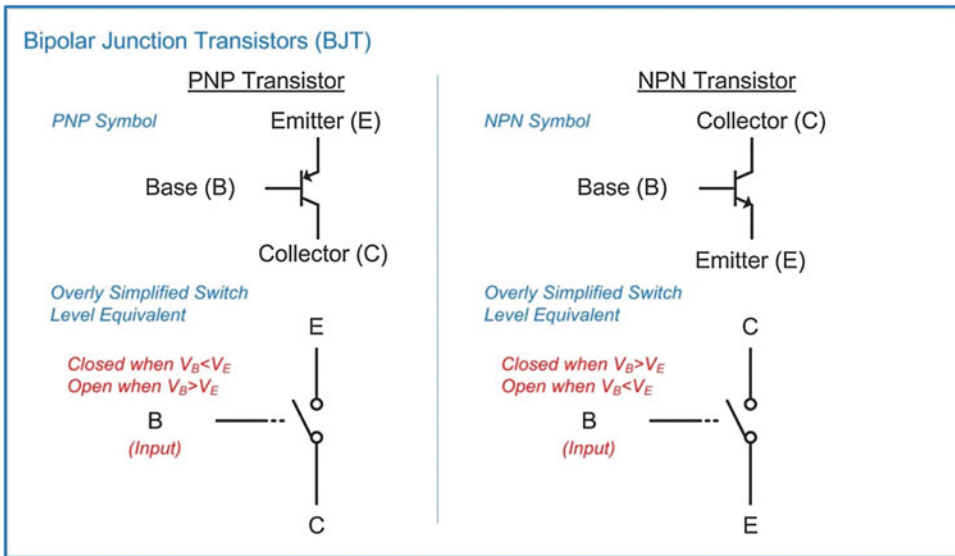 Bipolar Junction Transistors (BJT)
PNP Transistor
PNP Symbol
Emitter (E)
Base (B)
Collector (C)
Overly Simplified Switch
Level Equivalent
E
Closed when VB<VE
Open when VB>VE
B
(Input)
C
NPN Transistor
NPN Symbol
Collector (C)
Base (B)
Emitter (E)
Overly Simplified Switch
Level Equivalent
C
Closed when VB>VE
Open when VB<VE
B
(Input)
E